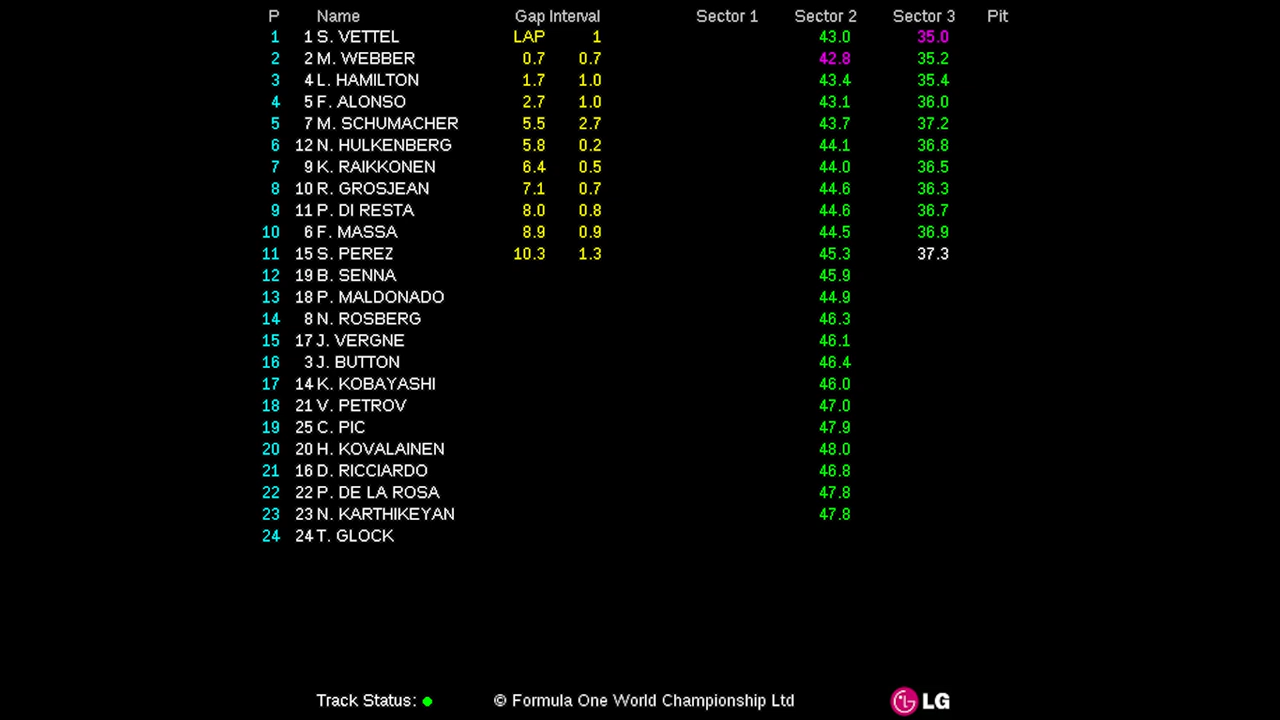 P Name Gap Interval Sector 1 Sector 2 Sector 3 Pit
1 1 S. VETTEL LAP 1 43.0 35.0
2 2 M. WEBBER 0.7 0.7 42.8 35.2
3 4 L. HAMILTON 1.7 1.0 43.4 35.4
4 5 F. ALONSO 2.7 1.0 43.1 36.0
5 7 M. SCHUMACHER 5.5 2.7 43.7 37.2
6 12 N. HULKENBERG 5.8 0.2 44.1 36.8
7 9 K. RAIKKONEN 6.4 0.5 44.0 36.5
8 10 R. GROSJEAN 7.1 0.7 44.6 36.3
9 11 P. DI RESTA 8.0 0.8 44.6 36.7
10 6 F. MASSA 8.9 0.9 44.5 36.9
11 15 S. PEREZ 10.3 1.3 45.3 37.3
12 19 B. SENNA 45.9
13 18 P. MALDONADO 44.9
14 8 N. ROSBERG 46.3
15 17 J. VERGNE 46.1
16 3 J. BUTTON 46.4
17 14 K. KOBAYASHI 46.0
18 21 V. PETROV 47.0
19 25 C. PIC 47.9
20 20 H. KOVALAINEN 48.0
21 16 D. RICCIARDO 46.8
22 22 P. DE LA ROSA 47.8
23 23 N. KARTHIKEYAN 47.8
24 24 T. GLOCK
Track Status: © Formula One World Championship Ltd LG